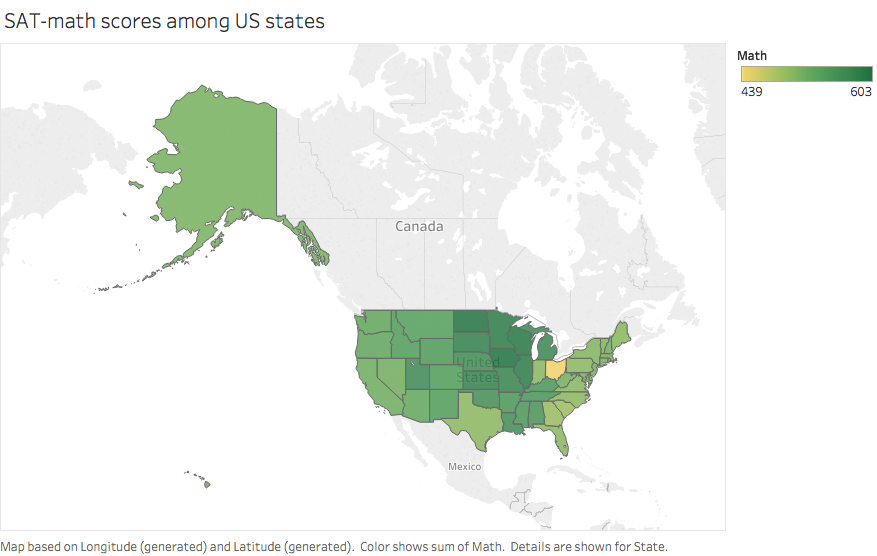 SAT-math scores among US states
Math
439 603
Canada
United
States
Mexico
Map based on Longitude (generated) and Latitude (generated). Color shows sum of Math. Details are shown for State.